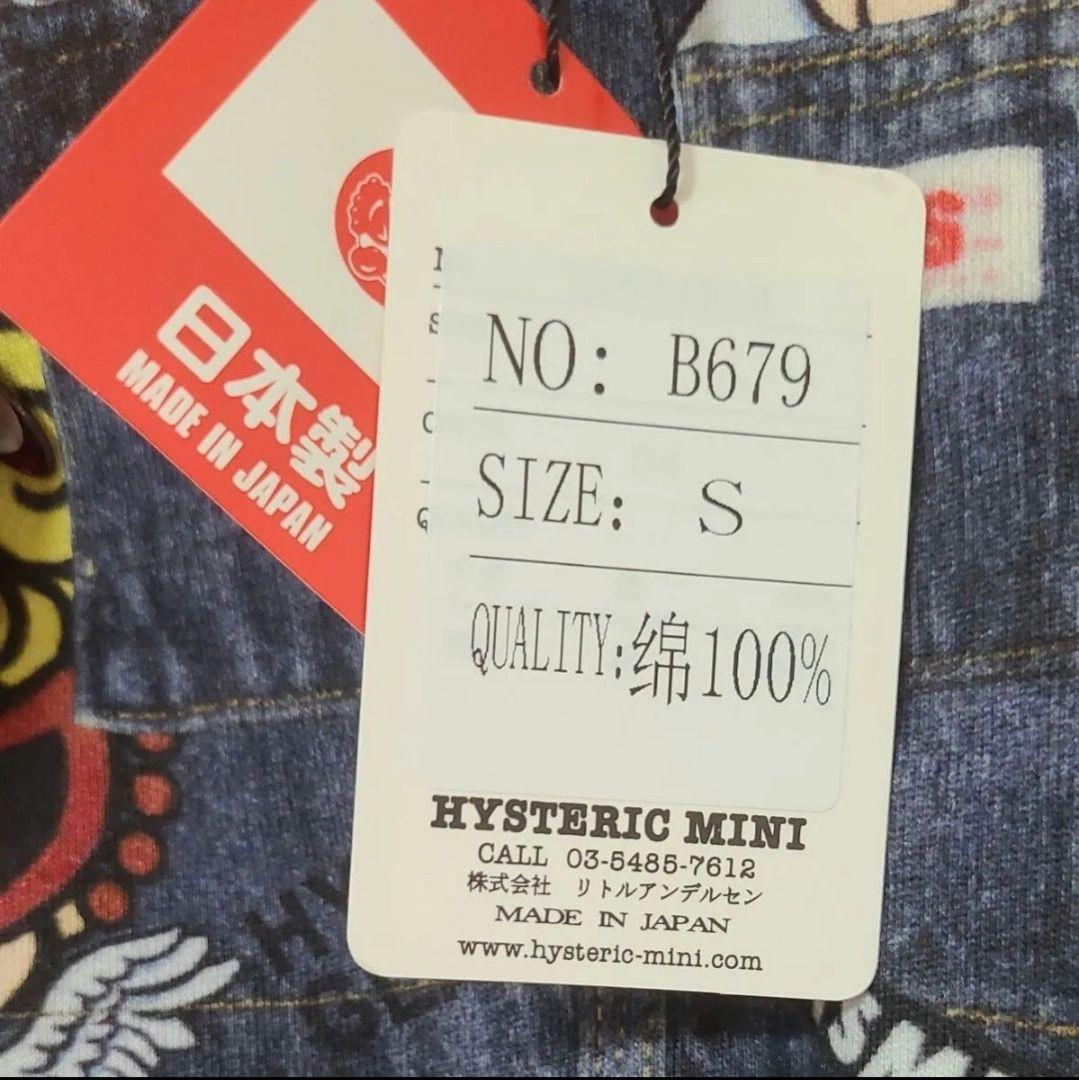 日本製
MADE IN JAPAN
NO: B679
SIZE: S
QUALITY:绵100%
HYSTERIC MINI
CALL 03-5485-7612
株式会社 リトルアンデルセン
MADE IN JAPAN
www.hysteric-mini.com